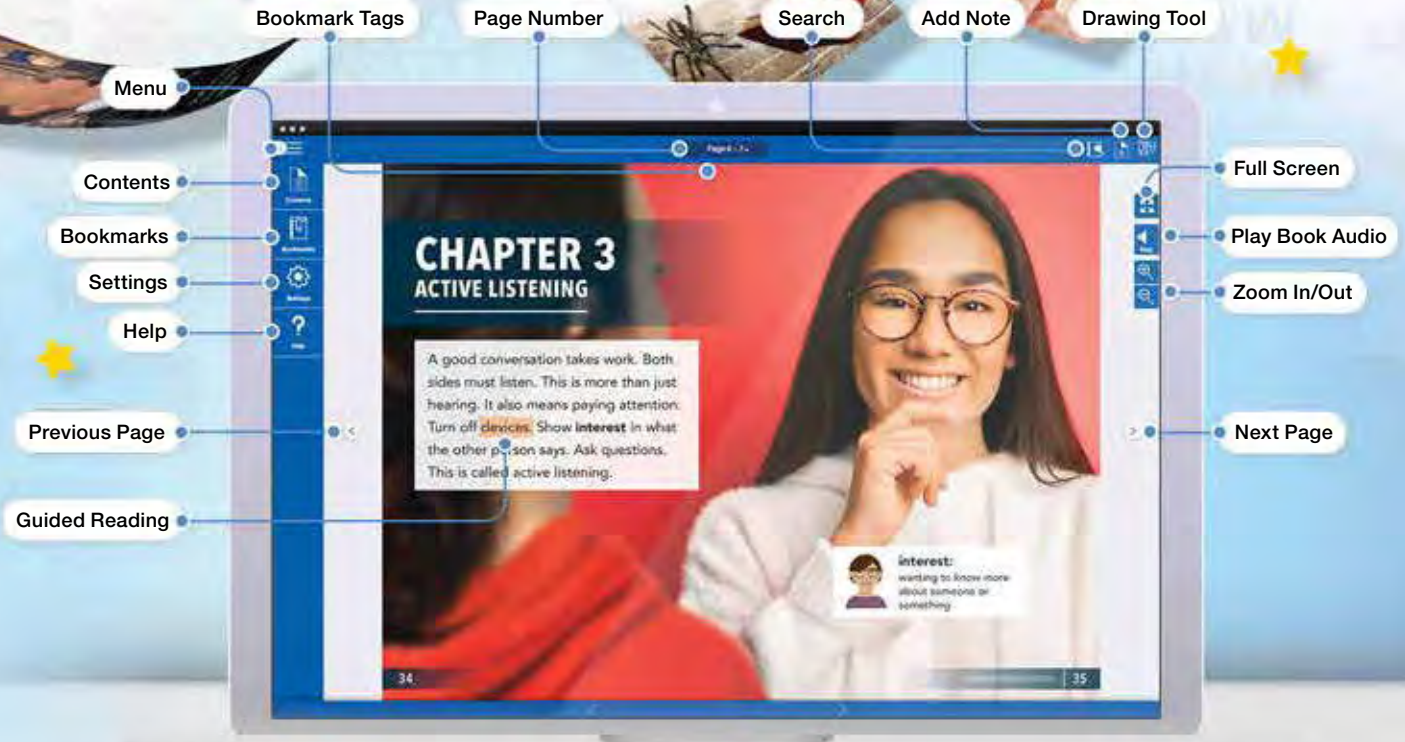 Bookmark Tags
Page Number
Search
Add Note
Drawing Tool
Menu
Contents
Bookmarks
Settings
Help
Previous Page
Guided Reading
Full Screen
Play Book Audio
Zoom In/Out
Next Page
Contents
Bookmarks
Settings
Help
CHAPTER 3
ACTIVE LISTENING
A good conversation takes work. Both
sides must listen. This is more than just
hearing. It also means paying attention.
Turn off devices. Show interest in what
the other person says. Ask questions.
This is called active listening.
interest:
wanting to know more
about someone or
something
34
35